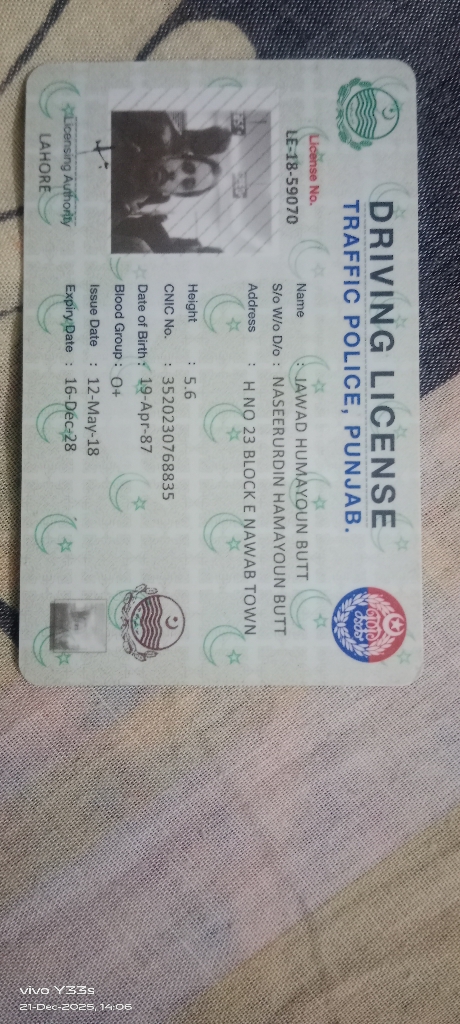 DRIVING LICENSE
TRAFFIC POLICE, PUNJAB.
License No.
LE-18-59070
Name : JAWAD HUMAYOUN BUTT
S/o W/o D/o : NASEERURDIN HAMAYOUN BUTT
Address : H NO 23 BLOCK E NAWAB TOWN
Height : 5.6
CNIC No. : 3520230768835
Date of Birth : 19-Apr-87
Blood Group : O+
Issue Date : 12-May-18
Expiry Date : 16-Dec-28
Licensing Authority
LAHORE
vivo Y33s
21-Dec-2025, 14:06